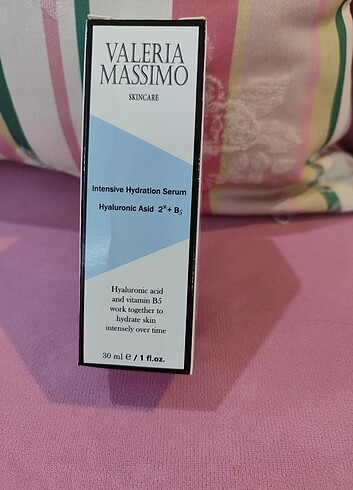 VALERIA
MASSIMO
SKINCARE
Intensive Hydration Serum
Hyaluronic Asid 2% + B5
Hyaluronic acid
and vitamin B5
work together to
hydrate skin
intensely over time
30 ml e / 1 fl.oz.